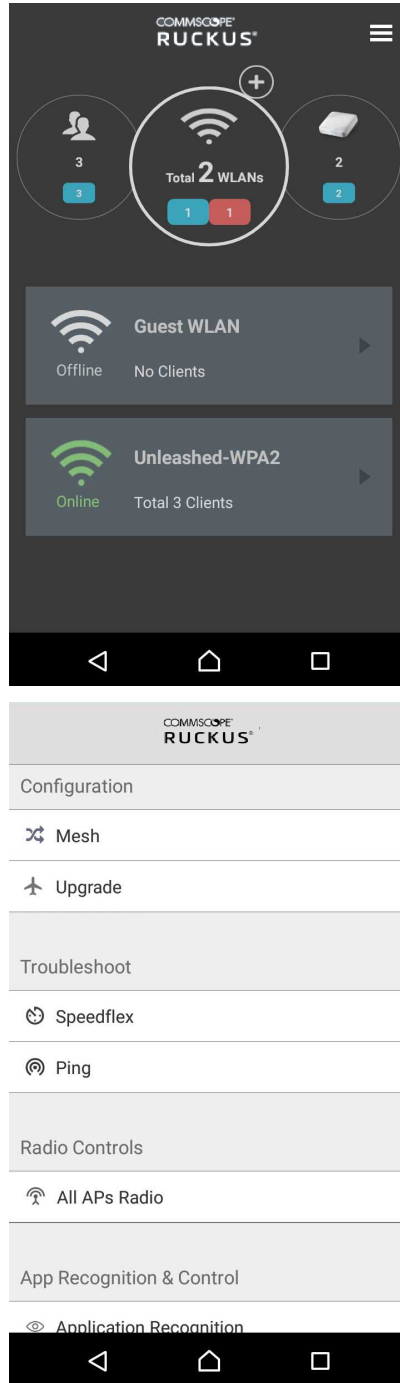 COMMSCOPE®
RUCKUS®
3
3
Total 2 WLANs
1 1
2
2
Guest WLAN
Offline No Clients
Unleashed-WPA2
Online Total 3 Clients
COMMSCOPE®
RUCKUS®
Configuration
Mesh
Upgrade
Troubleshoot
Speedflex
Ping
Radio Controls
All APs Radio
App Recognition & Control
Application Recognition